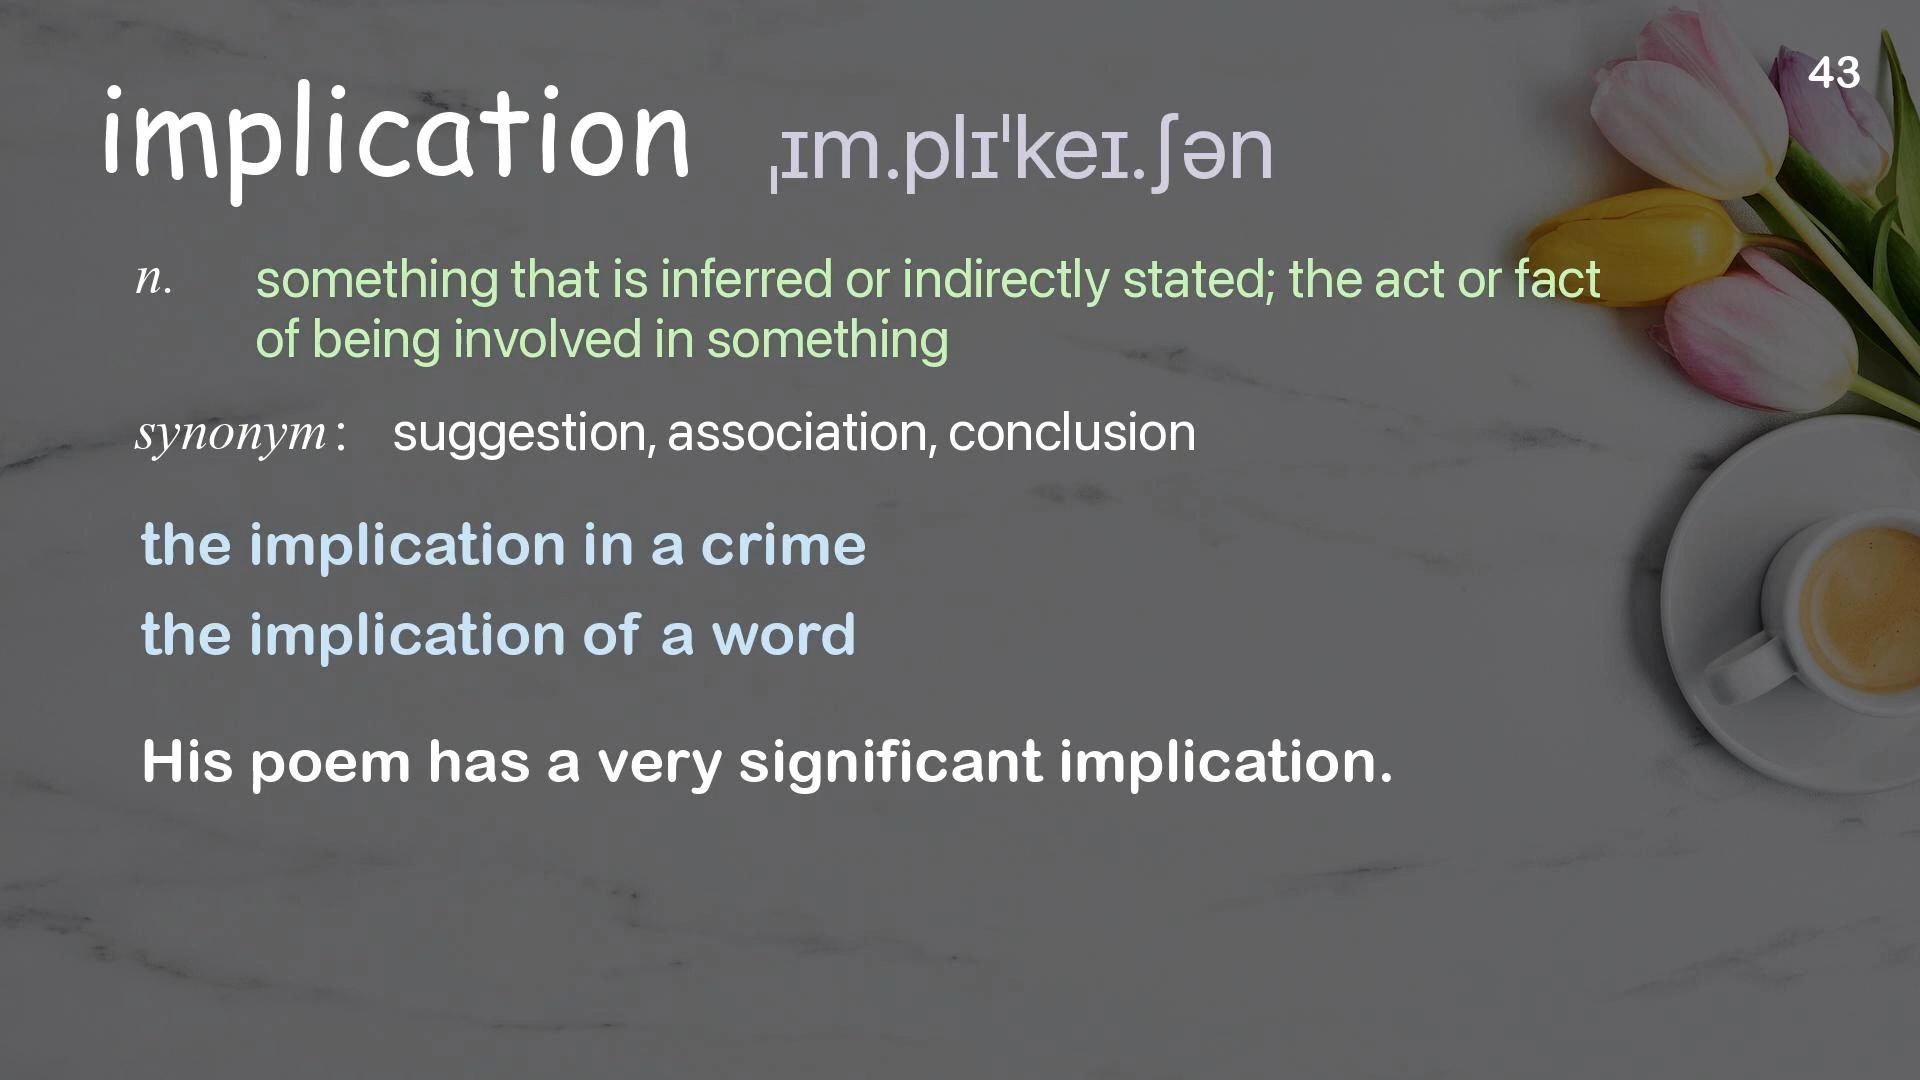 43
implication ˌɪm.plɪˈkeɪ.ʃən
n. something that is inferred or indirectly stated; the act or fact
of being involved in something
synonym: suggestion, association, conclusion
the implication in a crime
the implication of a word
His poem has a very significant implication.